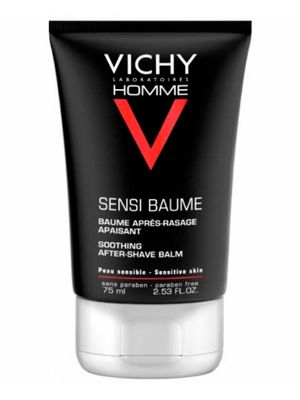 VICHY
LABORATOIRES
HOMME
V
SENSI BAUME
BAUME APRÈS-RASAGE
APAISANT
SOOTHING
AFTER-SHAVE BALM
Peau sensible - Sensitive skin
sans paraben - paraben free
75 ml 2.53 FL.OZ.